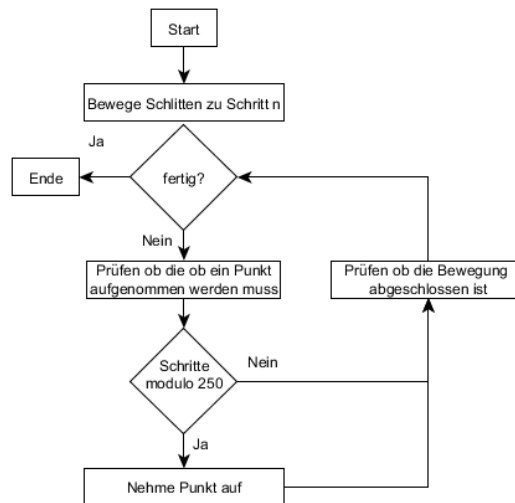 Start
Bewege Schlitten zu Schritt n
Ja
Ende
fertig?
Nein
Prüfen ob die ob ein Punkt
aufgenommen werden muss
Prüfen ob die Bewegung
abgeschlossen ist
Schritte
modulo 250
Nein
Ja
Nehme Punkt auf